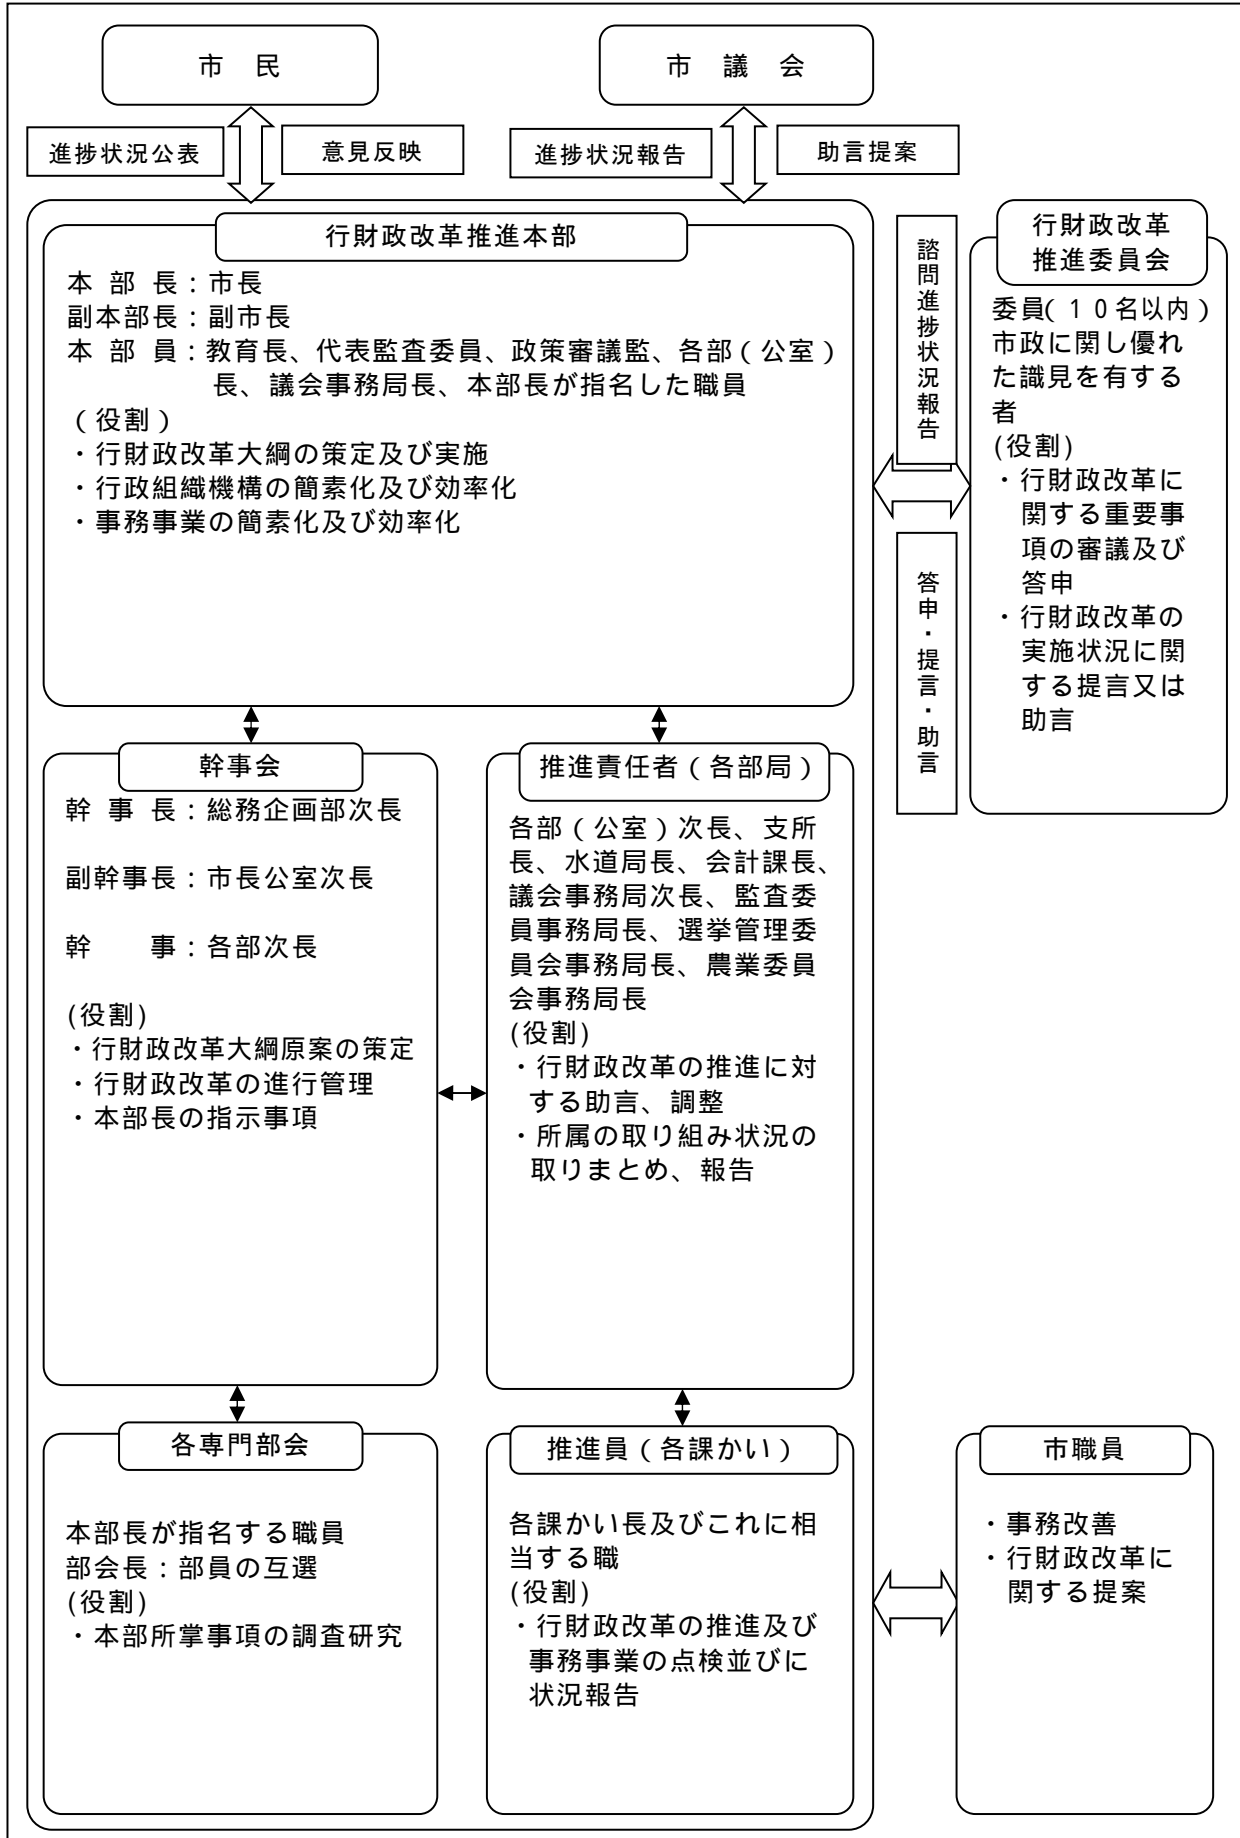 市　民
市　議　会
進捗状況公表
意見反映
進捗状況報告
助言提案
行財政改革推進本部
本　部　長：市長
副本部長：副市長
本　部　員：教育長、代表監査委員、政策審議監、各部（公室）
長、議会事務局長、本部長が指名した職員
（役割）
・行財政改革大綱の策定及び実施
・行政組織機構の簡素化及び効率化
・事務事業の簡素化及び効率化
諮問進捗状況報告
答申・提言・助言
行財政改革
推進委員会
委員（１０名以内）
市政に関し優れ
た識見を有する
者
(役割)
・行財政改革に
関する重要事
項の審議及び
答申
・行財政改革の
実施状況に関
する提言又は
助言
幹事会
幹　事　長：総務企画部次長
副幹事長：市長公室次長
幹　　　事：各部次長
(役割)
・行財政改革大綱原案の策定
・行財政改革の進行管理
・本部長の指示事項
推進責任者（各部局）
各部（公室）次長、支所
長、水道局長、会計課長、
議会事務局次長、監査委
員事務局長、選挙管理委
員会事務局長、農業委員
会事務局長
(役割)
・行財政改革の推進に対
する助言、調整
・所属の取り組み状況の
取りまとめ、報告
各専門部会
本部長が指名する職員
部会長：部員の互選
(役割)
・本部所掌事項の調査研究
推進員（各課かい）
各課かい長及びこれに相
当する職
(役割)
・行財政改革の推進及び
事務事業の点検並びに
状況報告
市職員
・事務改善
・行財政改革に
関する提案